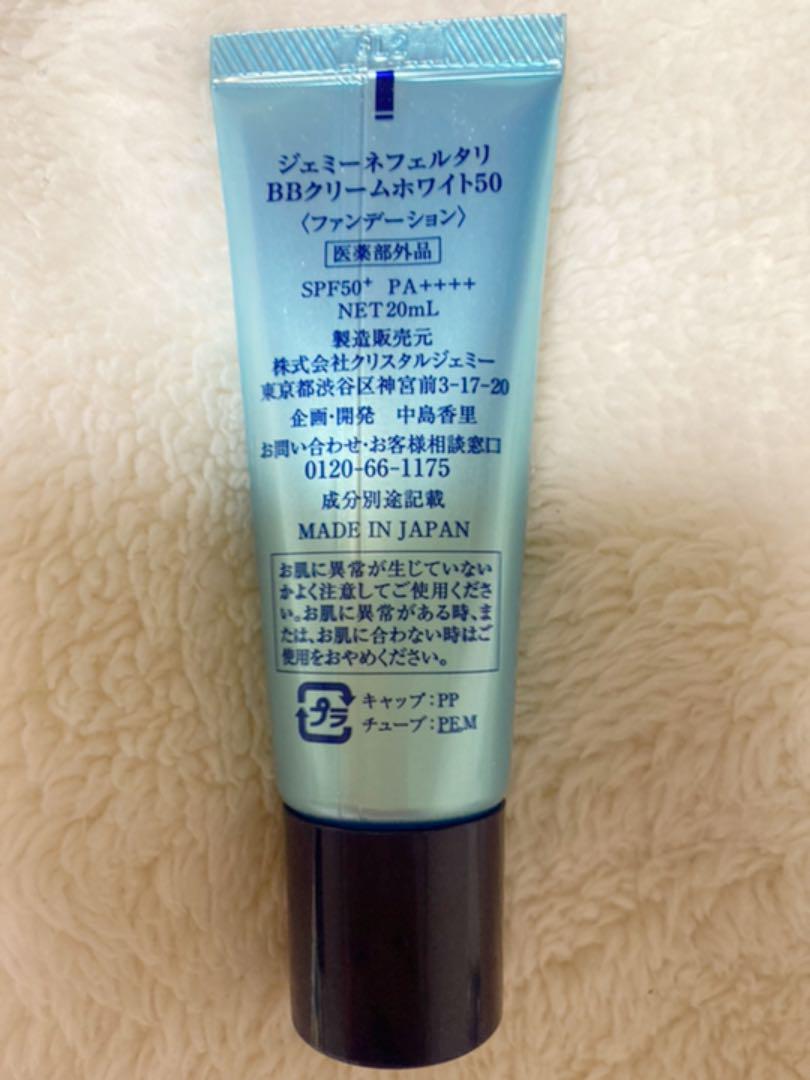 ジェミーネフェルタリ
BBクリームホワイト50
〈ファンデーション〉
医薬部外品
SPF50⁺ PA++++
NET 20mL
製造販売元
株式会社クリスタルジェミー
東京都渋谷区神宮前3-17-20
企画・開発 中島香里
お問い合わせ・お客様相談窓口
0120-66-1175
成分別途記載
MADE IN JAPAN
お肌に異常が生じていない
かよく注意してご使用くださ
い。お肌に異常がある時、ま
たは、お肌に合わない時はご
使用をおやめください。
プラ
キャップ:PP
チューブ:PE,M